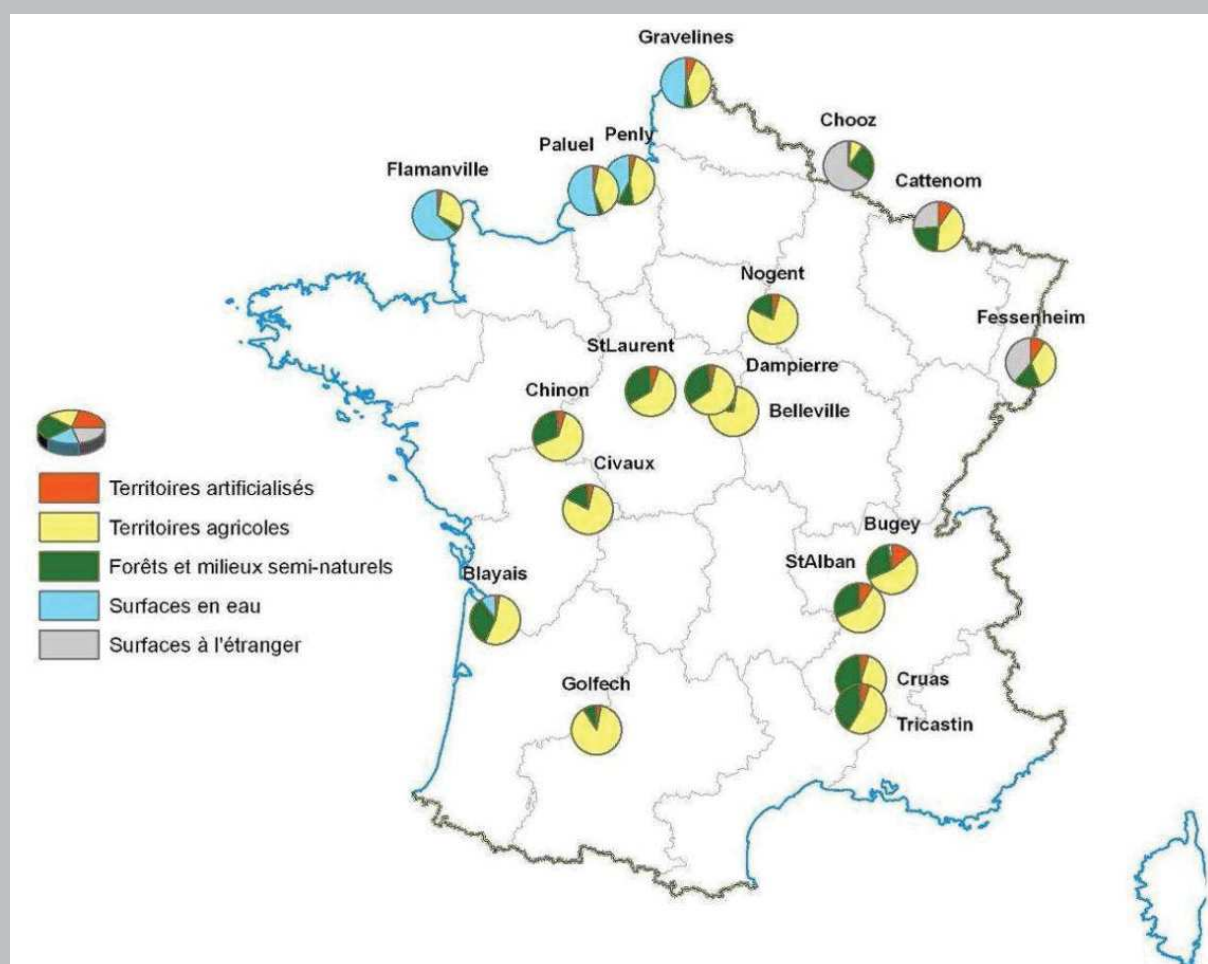 Gravelines
Chooz
Penly
Paluel
Flamanville
Cattenom
Nogent
Fessenheim
StLaurent
Dampierre
Chinon
Belleville
Civaux
Bugey
StAlban
Blayais
Cruas
Golfech
Tricastin
Territoires artificialisés
Territoires agricoles
Forêts et milieux semi-naturels
Surfaces en eau
Surfaces à l'étranger